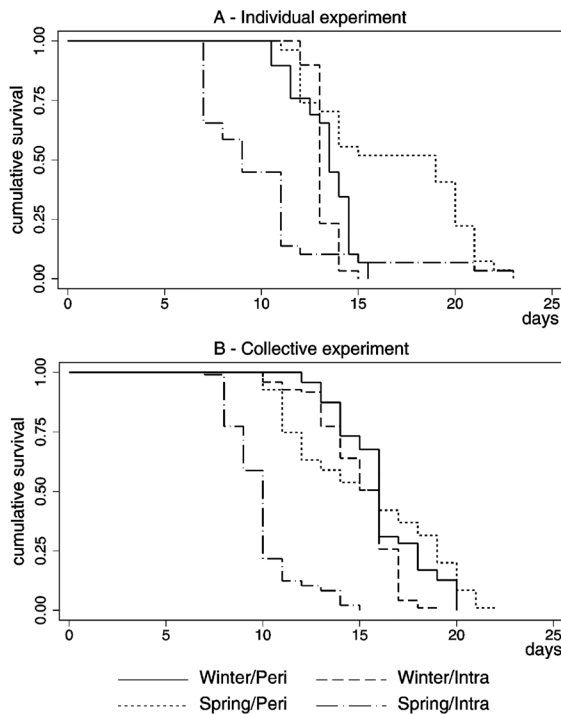 A - Individual experiment
cumulative survival
1.00
0.75
0.50
0.25
0.00
0 5 10 15 20 25
days
B - Collective experiment
cumulative survival
1.00
0.75
0.50
0.25
0.00
0 5 10 15 20 25
days
Winter/Peri Winter/Intra
Spring/Peri Spring/Intra